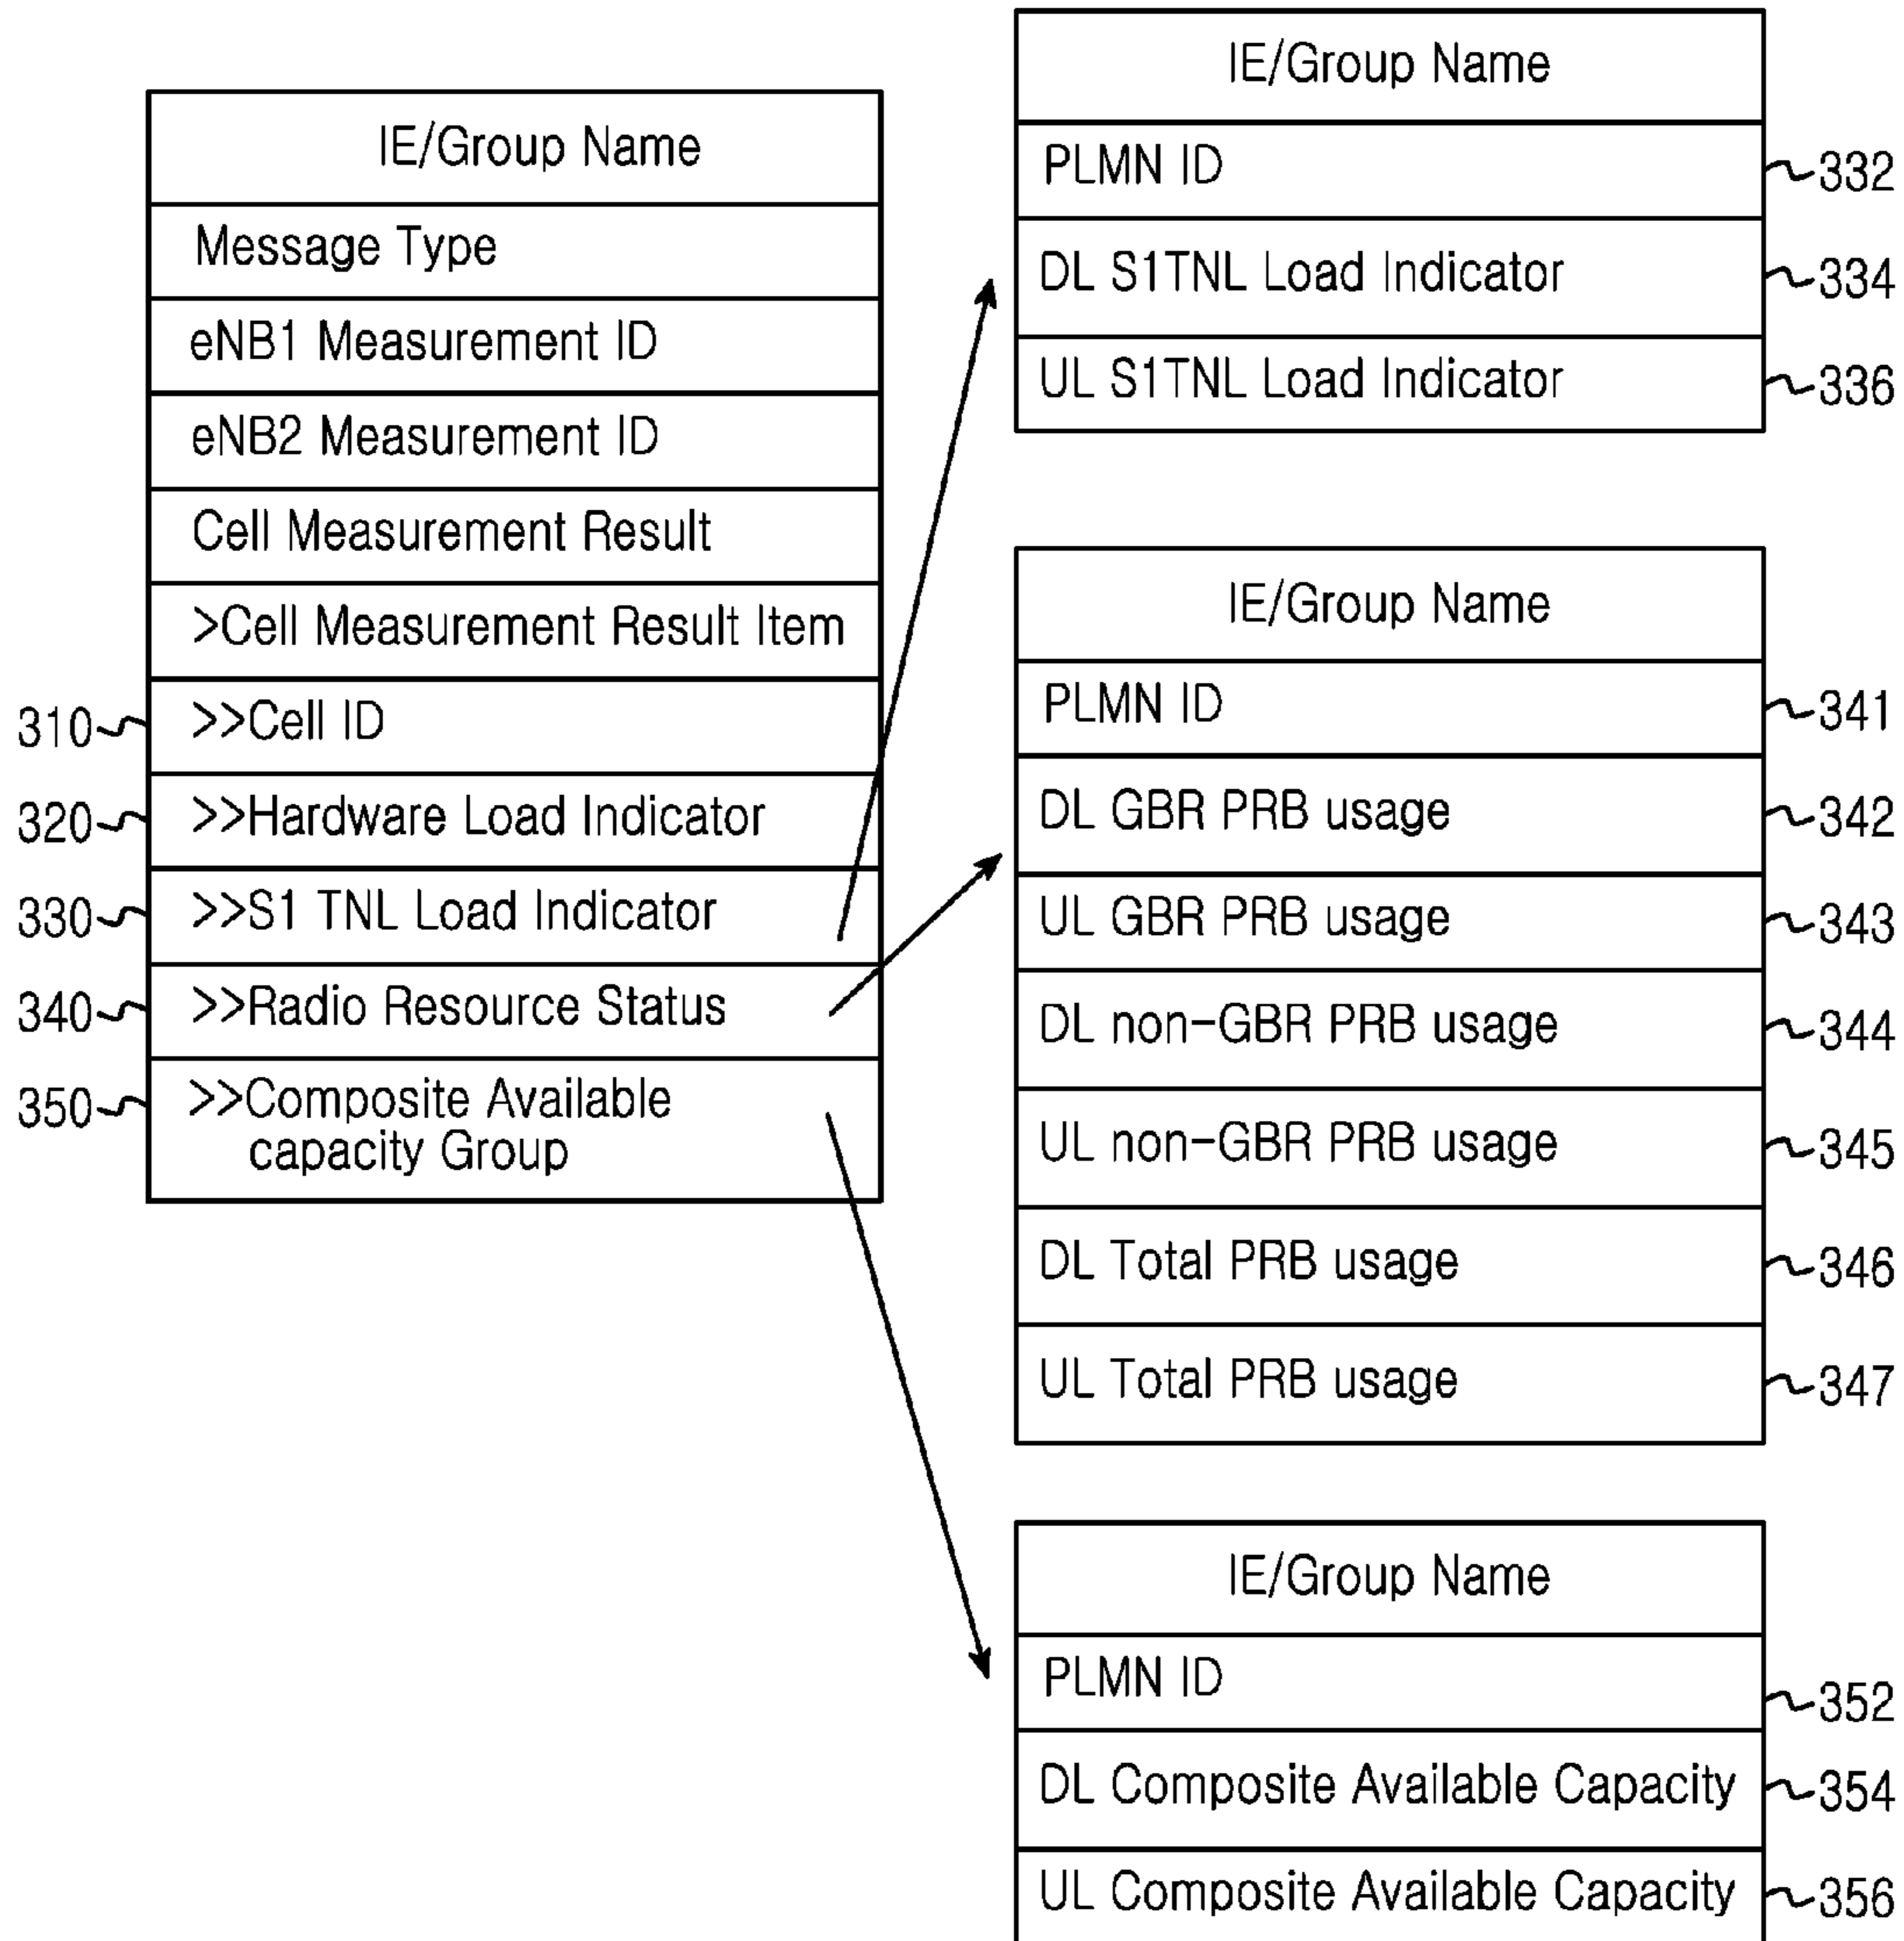 IE/Group Name
Message Type
eNB1 Measurement ID
eNB2 Measurement ID
Cell Measurement Result
>Cell Measurement Result Item
310 >>Cell ID
320 >>Hardware Load Indicator
330 >>S1 TNL Load Indicator
340 >>Radio Resource Status
350 >>Composite Available
capacity Group
IE/Group Name
PLMN ID 332
DL S1TNL Load Indicator 334
UL S1TNL Load Indicator 336
IE/Group Name
PLMN ID 341
DL GBR PRB usage 342
UL GBR PRB usage 343
DL non-GBR PRB usage 344
UL non-GBR PRB usage 345
DL Total PRB usage 346
UL Total PRB usage 347
IE/Group Name
PLMN ID 352
DL Composite Available Capacity 354
UL Composite Available Capacity 356